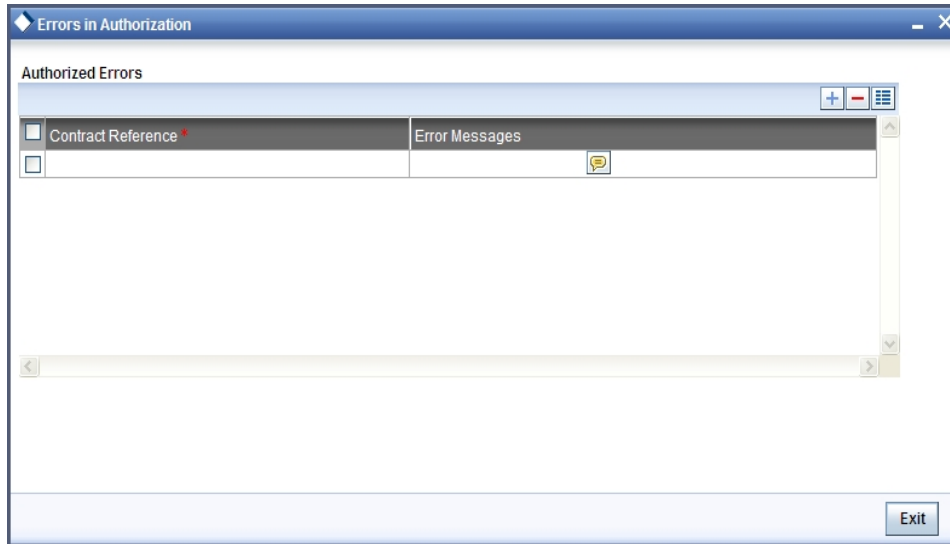 Errors in Authorization
Authorized Errors
Contract Reference *
Error Messages
Exit